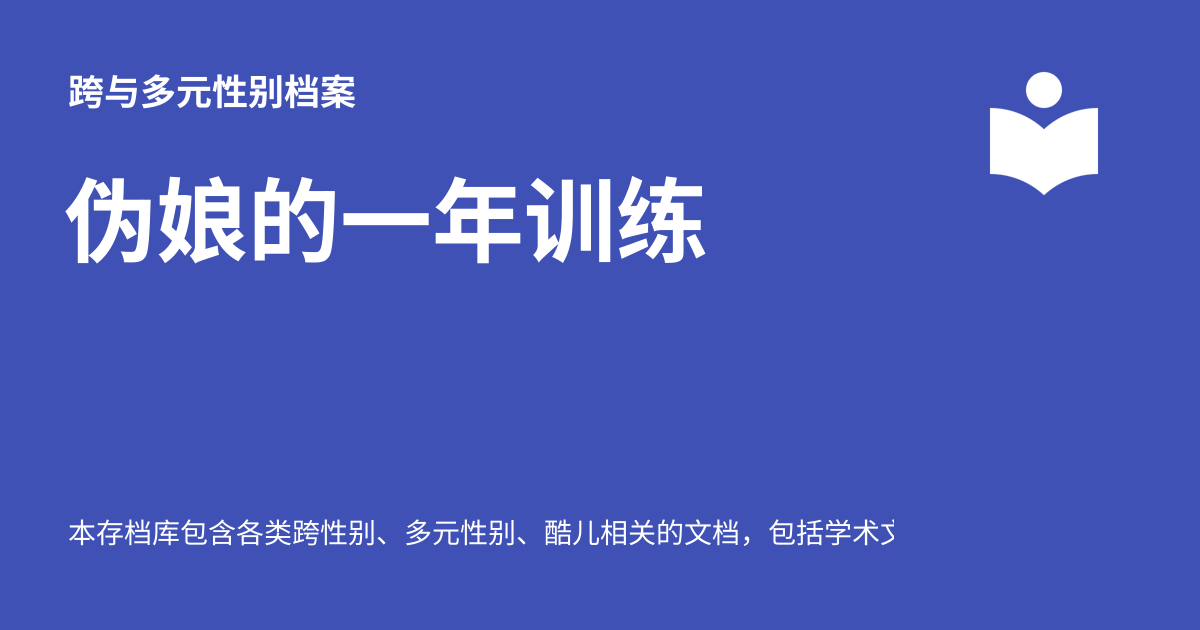 跨与多元性别档案
伪娘的一年训练
本存档库包含各类跨性别、多元性别、酷儿相关的文档，包括学术